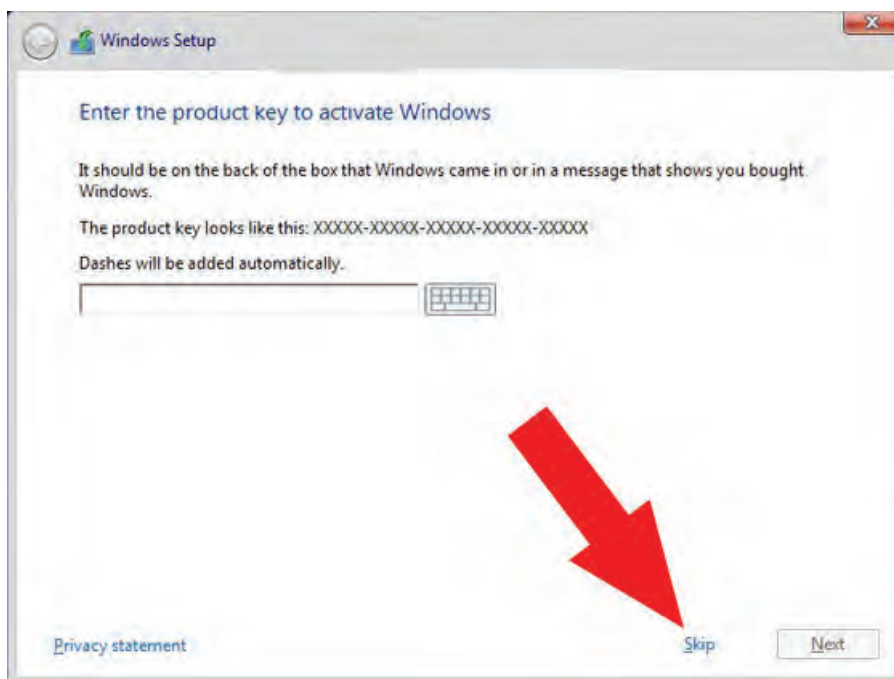 Windows Setup
Enter the product key to activate Windows
It should be on the back of the box that Windows came in or in a message that shows you bought
Windows.
The product key looks like this: XXXXX-XXXXX-XXXXX-XXXXX-XXXXX
Dashes will be added automatically.
Privacy statement
Skip
Next